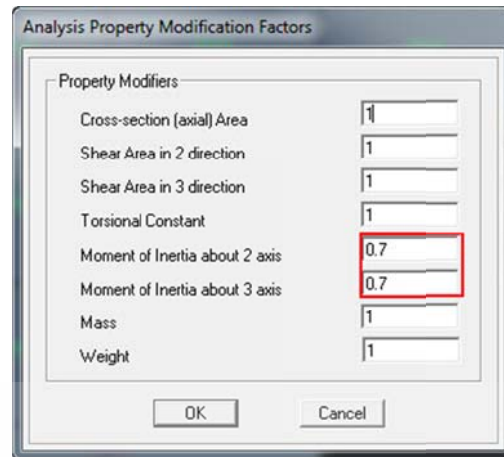 Analysis Property Modification Factors
Property Modifiers
Cross-section (axial) Area 1
Shear Area in 2 direction 1
Shear Area in 3 direction 1
Torsional Constant 1
Moment of Inertia about 2 axis 0.7
Moment of Inertia about 3 axis 0.7
Mass 1
Weight 1
OK Cancel